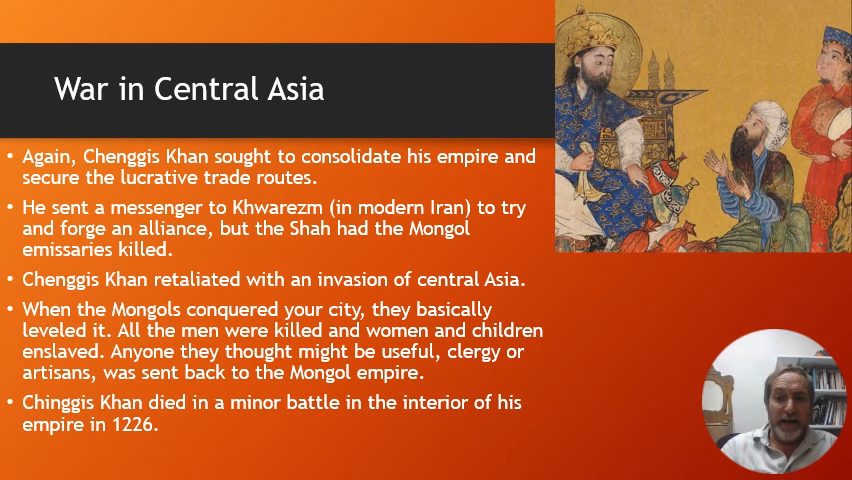 War in Central Asia
• Again, Chenggis Khan sought to consolidate his empire and
secure the lucrative trade routes.
• He sent a messenger to Khwarezm (in modern Iran) to try
and forge an alliance, but the Shah had the Mongol
emissaries killed.
• Chenggis Khan retaliated with an invasion of central Asia.
• When the Mongols conquered your city, they basically
leveled it. All the men were killed and women and children
enslaved. Anyone they thought might be useful, clergy or
artisans, was sent back to the Mongol empire.
• Chinggis Khan died in a minor battle in the interior of his
empire in 1226.